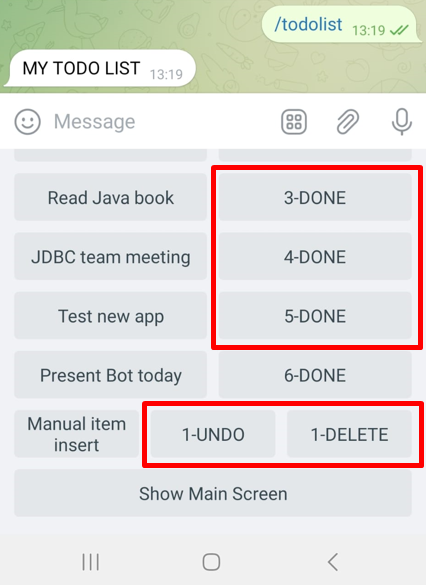 /todolist 13:19
MY TODO LIST 13:19
Message
Read Java book 3-DONE
JDBC team meeting 4-DONE
Test new app 5-DONE
Present Bot today 6-DONE
Manual item
insert 1-UNDO 1-DELETE
Show Main Screen